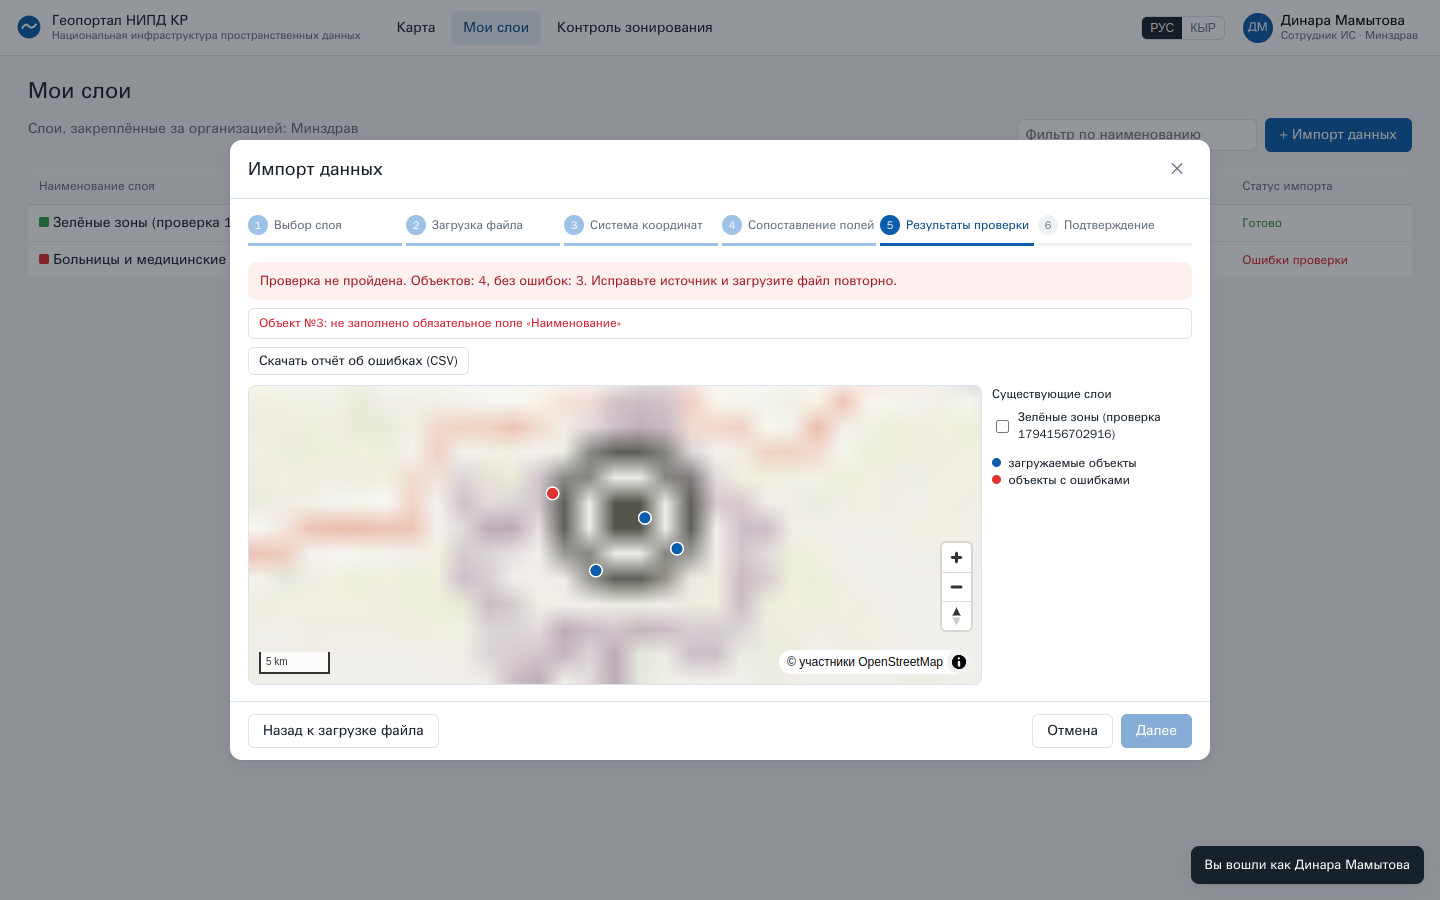 Геопортал НИПД КР
Национальная инфраструктура пространственных данных
Карта
Мои слои
Контроль зонирования
РУС
КЫР
ДМ
Динара Мамытова
Сотрудник ИС · Минздрав
Мои слои
Слои, закреплённые за организацией: Минздрав
Фильтр по наименованию
+ Импорт данных
Наименование слоя
Статус импорта
Зелёные зоны (проверка 1
Готово
Больницы и медицинские
Ошибки проверки
Импорт данных
1 Выбор слоя
2 Загрузка файла
3 Система координат
4 Сопоставление полей
5 Результаты проверки
6 Подтверждение
Проверка не пройдена. Объектов: 4, без ошибок: 3. Исправьте источник и загрузите файл повторно.
Объект №3: не заполнено обязательное поле «Наименование»
Скачать отчёт об ошибках (CSV)
Существующие слои
Зелёные зоны (проверка
1794156702916)
загружаемые объекты
объекты с ошибками
5 km
© участники OpenStreetMap
Назад к загрузке файла
Отмена
Далее
Вы вошли как Динара Мамытова